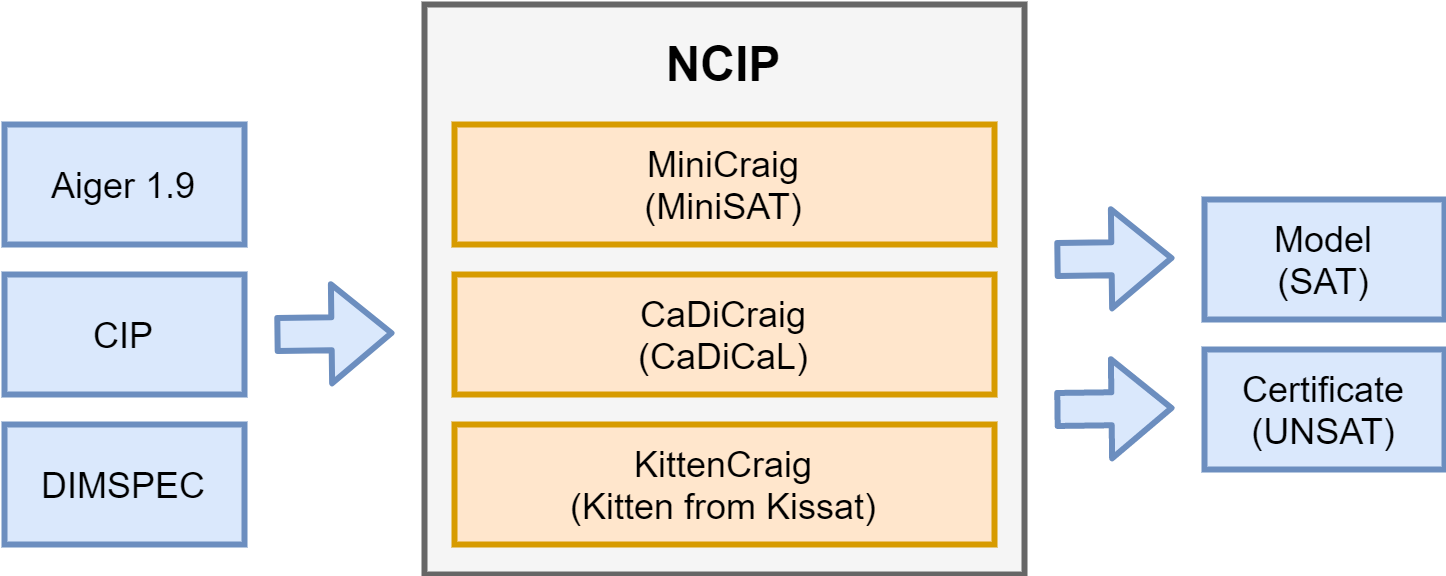 Aiger 1.9
CIP
DIMSPEC
NCIP
MiniCraig
(MiniSAT)
CaDiCraig
(CaDiCaL)
KittenCraig
(Kitten from Kissat)
Model
(SAT)
Certificate
(UNSAT)